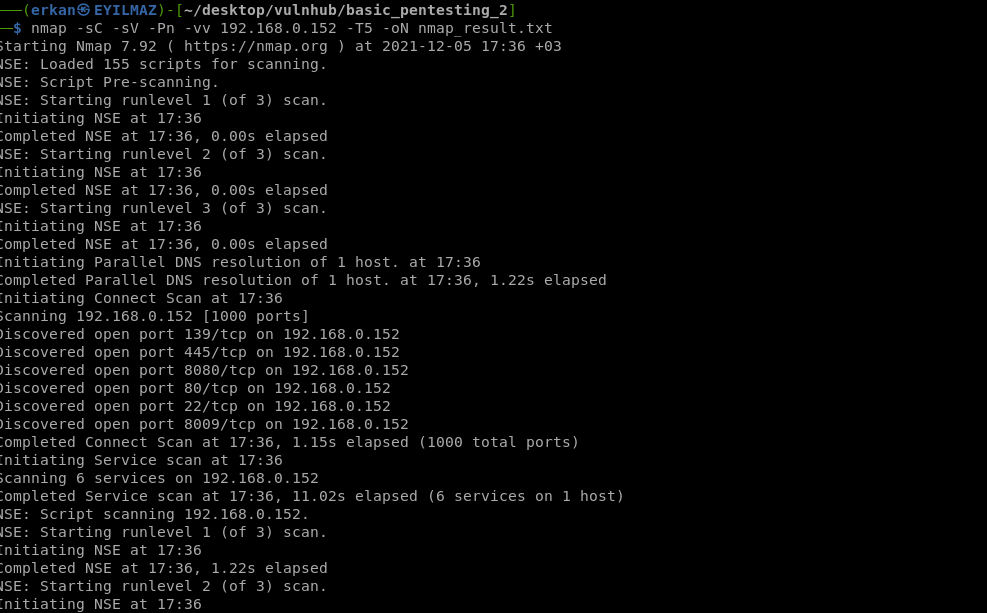 ──(erkan㉿EYILMAZ)-[~/desktop/vulnhub/basic_pentesting_2]
─$ nmap -sC -sV -Pn -vv 192.168.0.152 -T5 -oN nmap_result.txt
Starting Nmap 7.92 ( https://nmap.org ) at 2021-12-05 17:36 +03
NSE: Loaded 155 scripts for scanning.
NSE: Script Pre-scanning.
NSE: Starting runlevel 1 (of 3) scan.
Initiating NSE at 17:36
Completed NSE at 17:36, 0.00s elapsed
NSE: Starting runlevel 2 (of 3) scan.
Initiating NSE at 17:36
Completed NSE at 17:36, 0.00s elapsed
NSE: Starting runlevel 3 (of 3) scan.
Initiating NSE at 17:36
Completed NSE at 17:36, 0.00s elapsed
Initiating Parallel DNS resolution of 1 host. at 17:36
Completed Parallel DNS resolution of 1 host. at 17:36, 1.22s elapsed
Initiating Connect Scan at 17:36
Scanning 192.168.0.152 [1000 ports]
Discovered open port 139/tcp on 192.168.0.152
Discovered open port 445/tcp on 192.168.0.152
Discovered open port 8080/tcp on 192.168.0.152
Discovered open port 80/tcp on 192.168.0.152
Discovered open port 22/tcp on 192.168.0.152
Discovered open port 8009/tcp on 192.168.0.152
Completed Connect Scan at 17:36, 1.15s elapsed (1000 total ports)
Initiating Service scan at 17:36
Scanning 6 services on 192.168.0.152
Completed Service scan at 17:36, 11.02s elapsed (6 services on 1 host)
NSE: Script scanning 192.168.0.152.
NSE: Starting runlevel 1 (of 3) scan.
Initiating NSE at 17:36
Completed NSE at 17:36, 1.22s elapsed
NSE: Starting runlevel 2 (of 3) scan.
Initiating NSE at 17:36